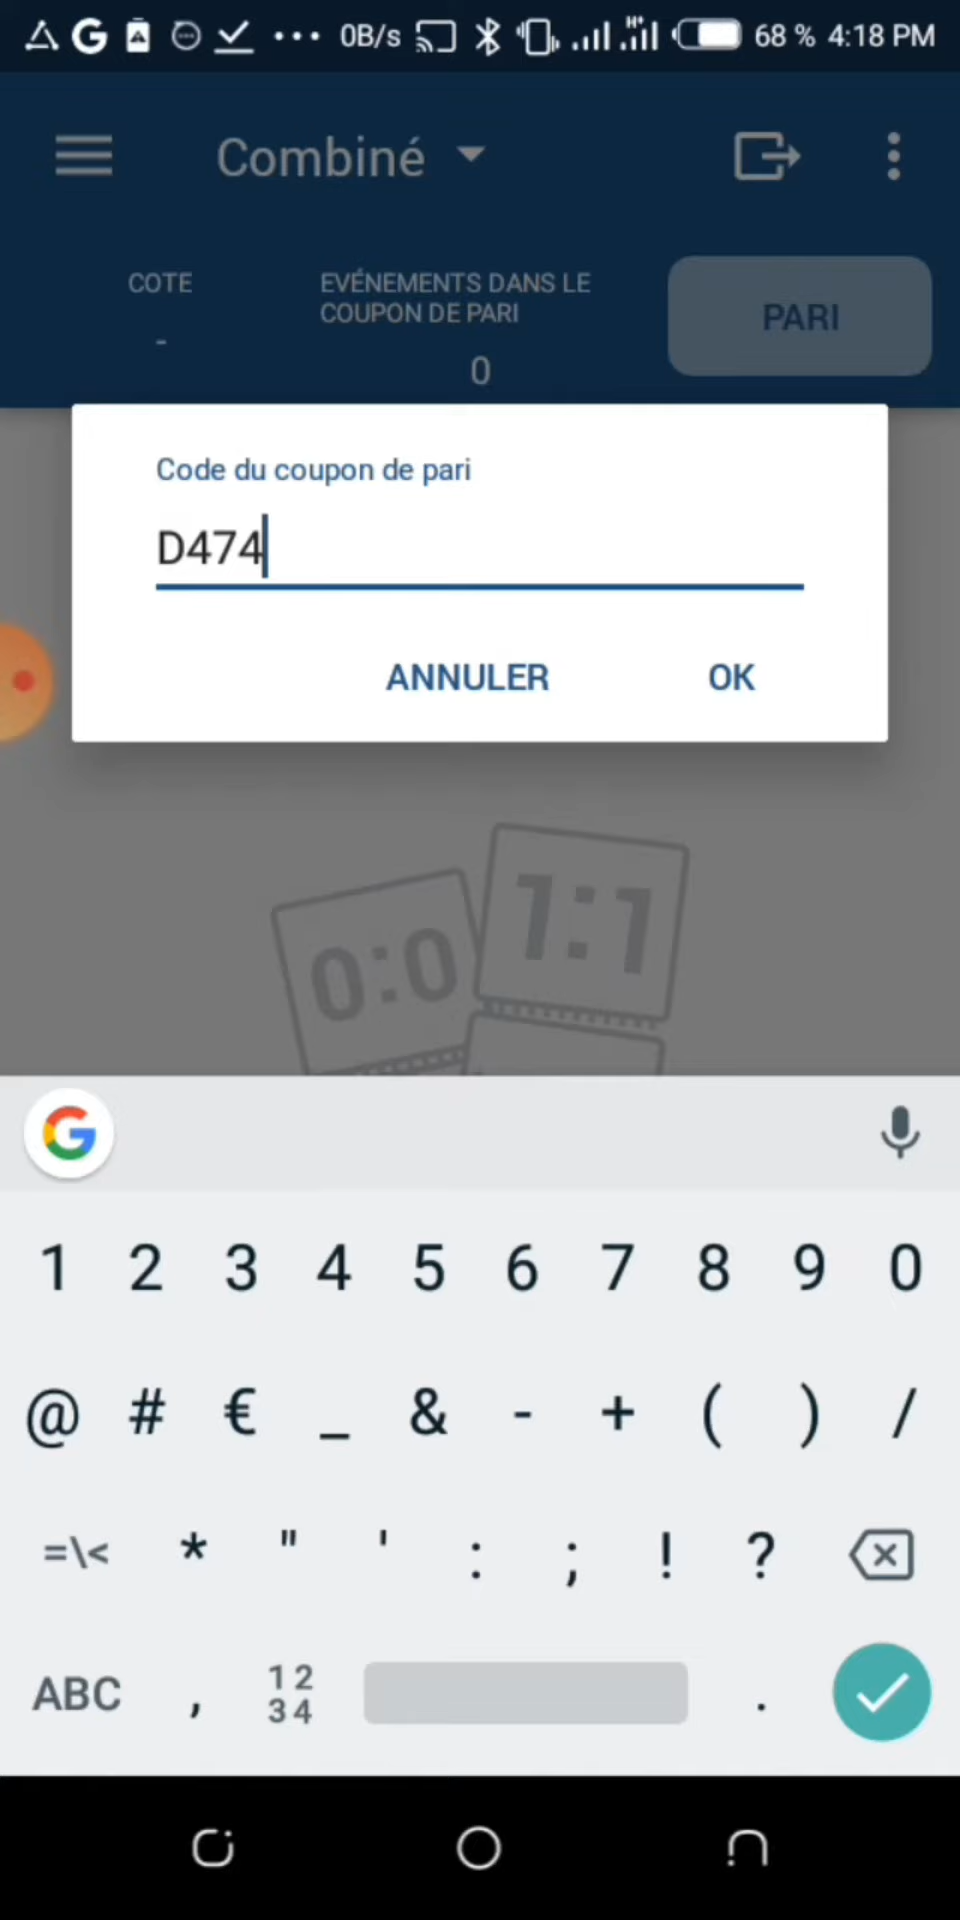 0B/s H+ 68 % 4:18 PM
Combiné
COTE
-
EVÉNEMENTS DANS LE
COUPON DE PARI
0
PARI
Code du coupon de pari
D474
ANNULER OK
0:0 1:1
G
1 2 3 4 5 6 7 8 9 0
@ # € _ & - + ( ) /
=\< * " ' : ; ! ?
ABC , 12 .
34